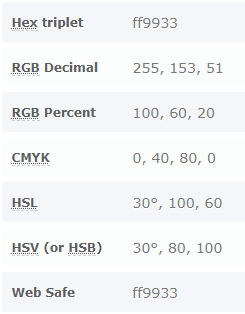 Hex triplet ff9933
RGB Decimal 255, 153, 51
RGB Percent 100, 60, 20
CMYK 0, 40, 80, 0
HSL 30°, 100, 60
HSV (or HSB) 30°, 80, 100
Web Safe ff9933